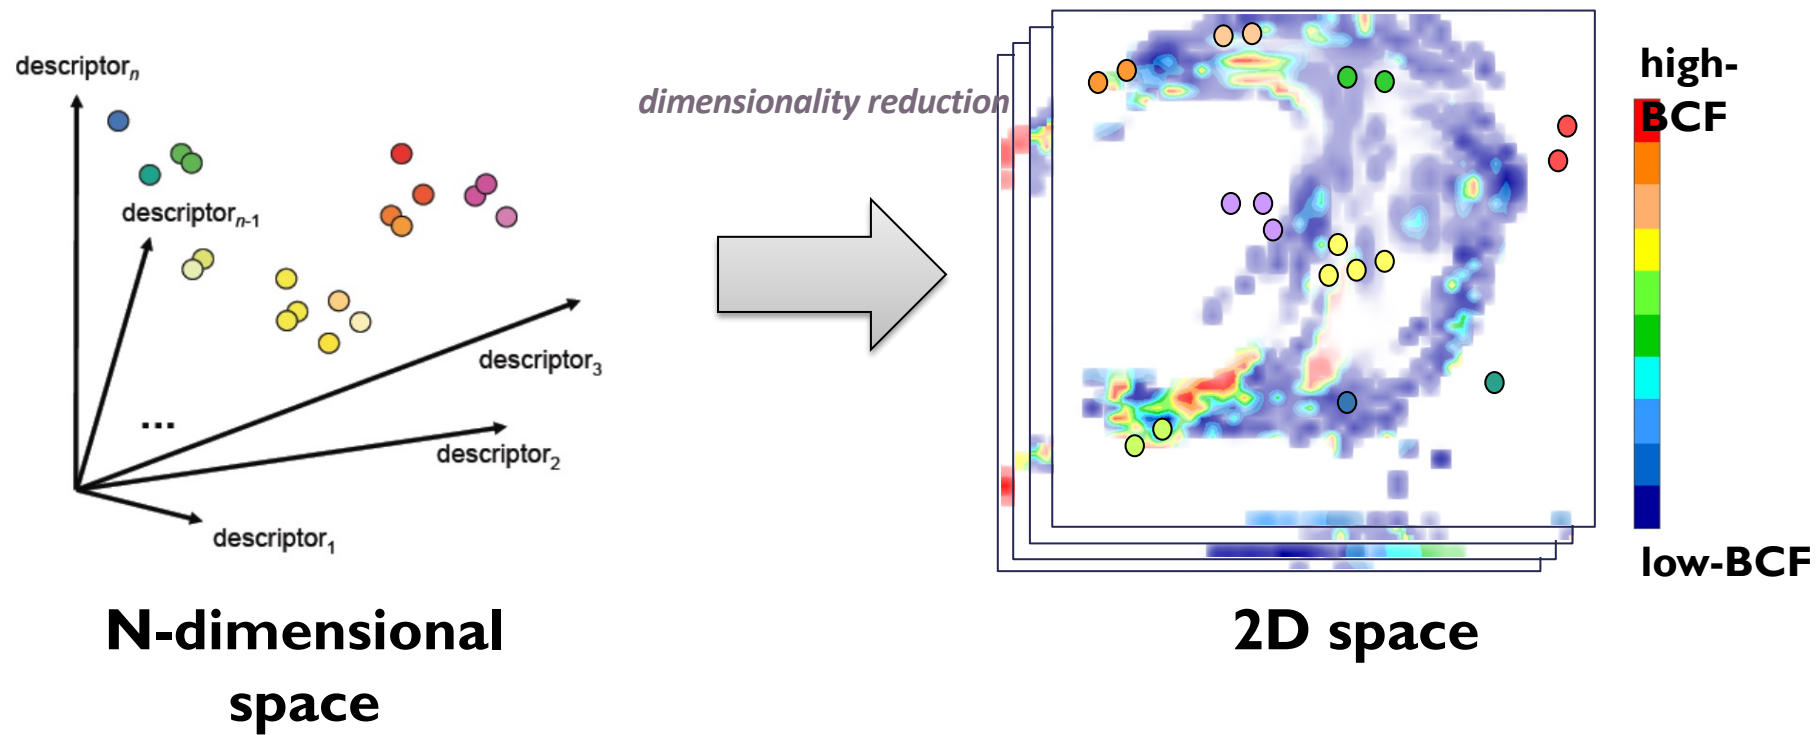 descriptorn
descriptorn-1
...
descriptor3
descriptor2
descriptor1
N-dimensional
space
dimensionality reduction
high-
BCF
low-BCF
2D space